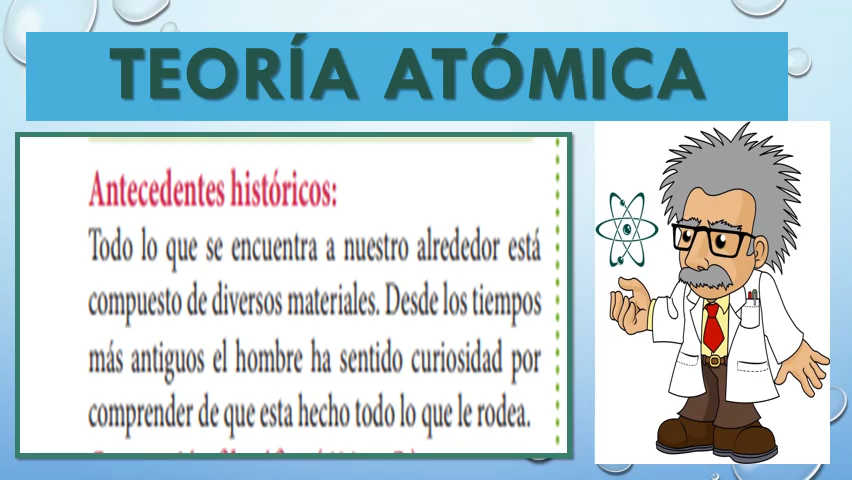 TEORÍA ATÓMICA
Antecedentes históricos:
Todo lo que se encuentra a nuestro alrededor está
compuesto de diversos materiales. Desde los tiempos
más antiguos el hombre ha sentido curiosidad por
comprender de que esta hecho todo lo que le rodea.